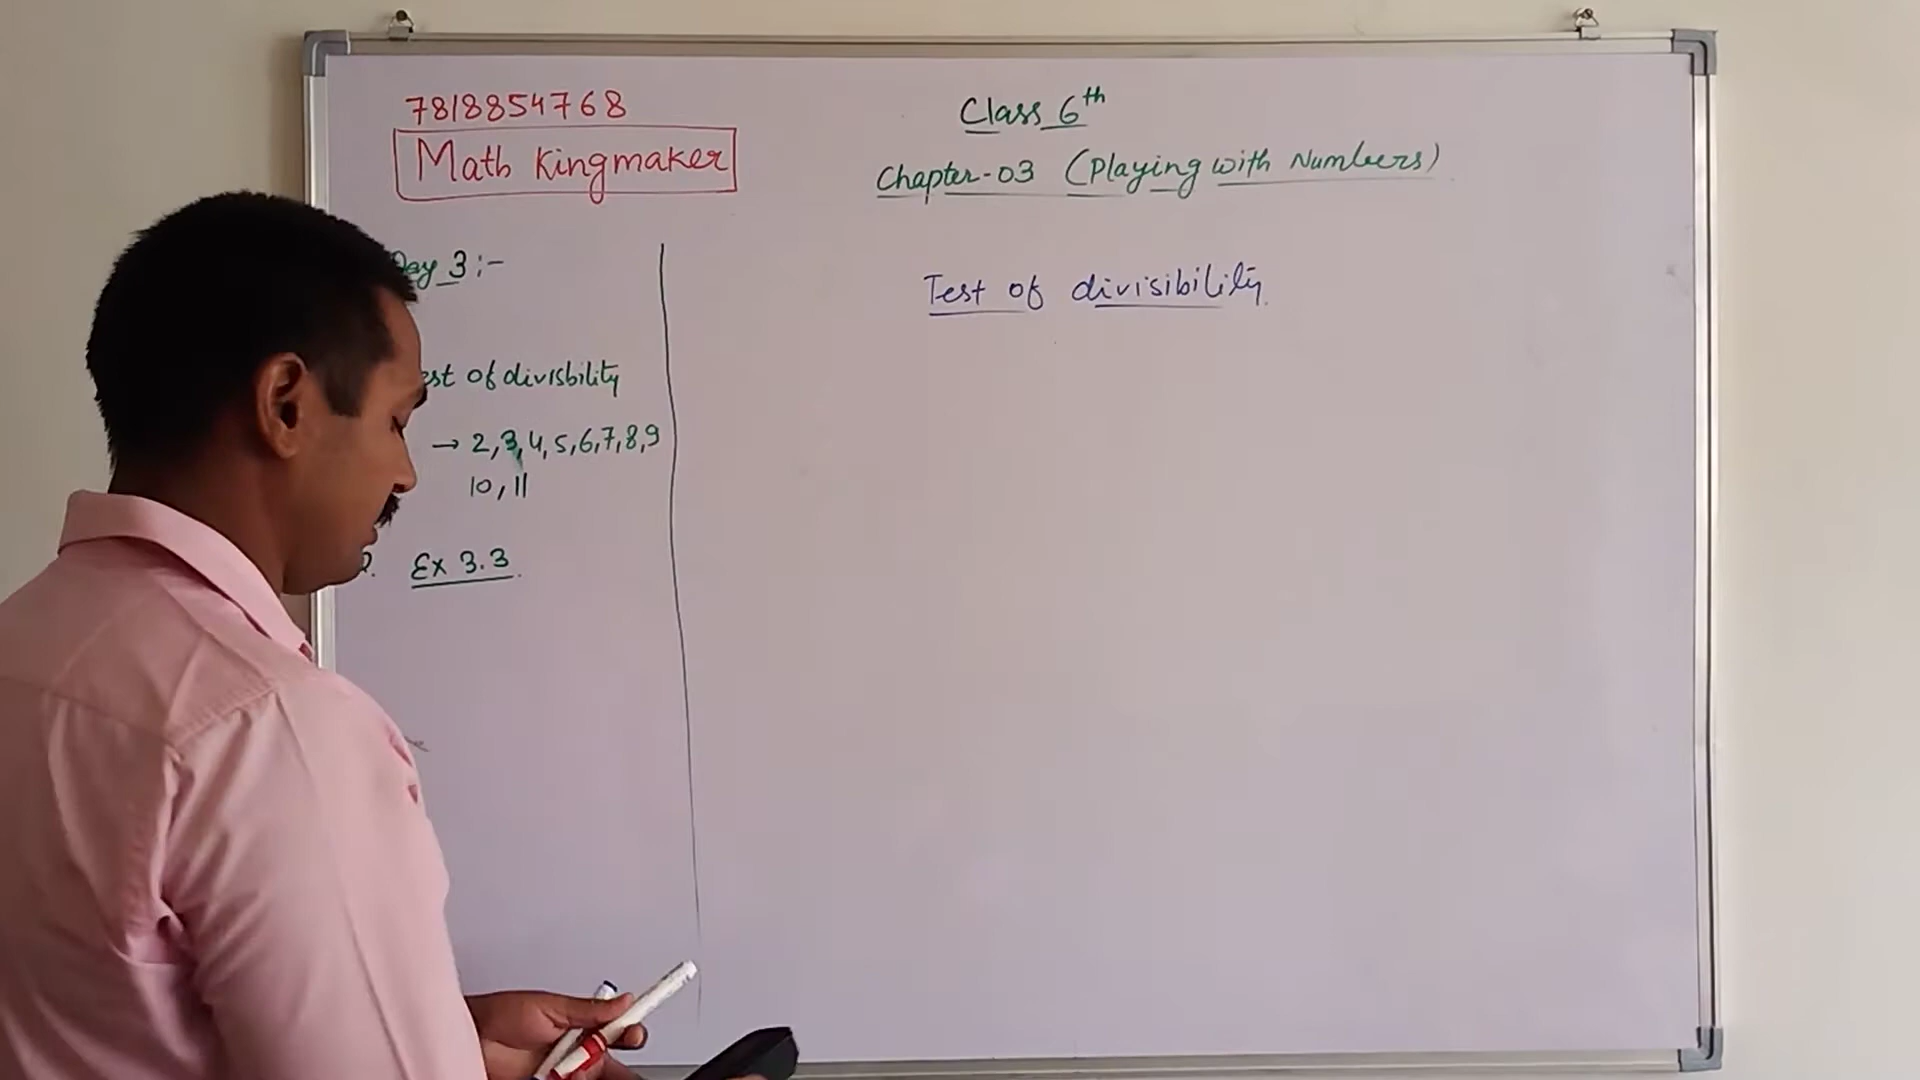 7818854768
Math Kingmaker
Class 6th
Chapter-03 (Playing with Numbers)
Day 3:-
divisbility
of
→ 2,3,4,5,6,7,8,9
10,11
Ex 3.3
Test of divisibility